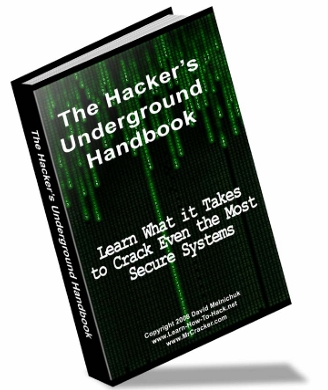 The Hacker's
Underground
Handbook
Learn What it Takes
to Crack Even the Most
Secure Systems
Copyright 2008 David Melnichuk
www.Learn-How-To-Hack.net
www.MrCracker.com
The Hacker's Underground Handbook